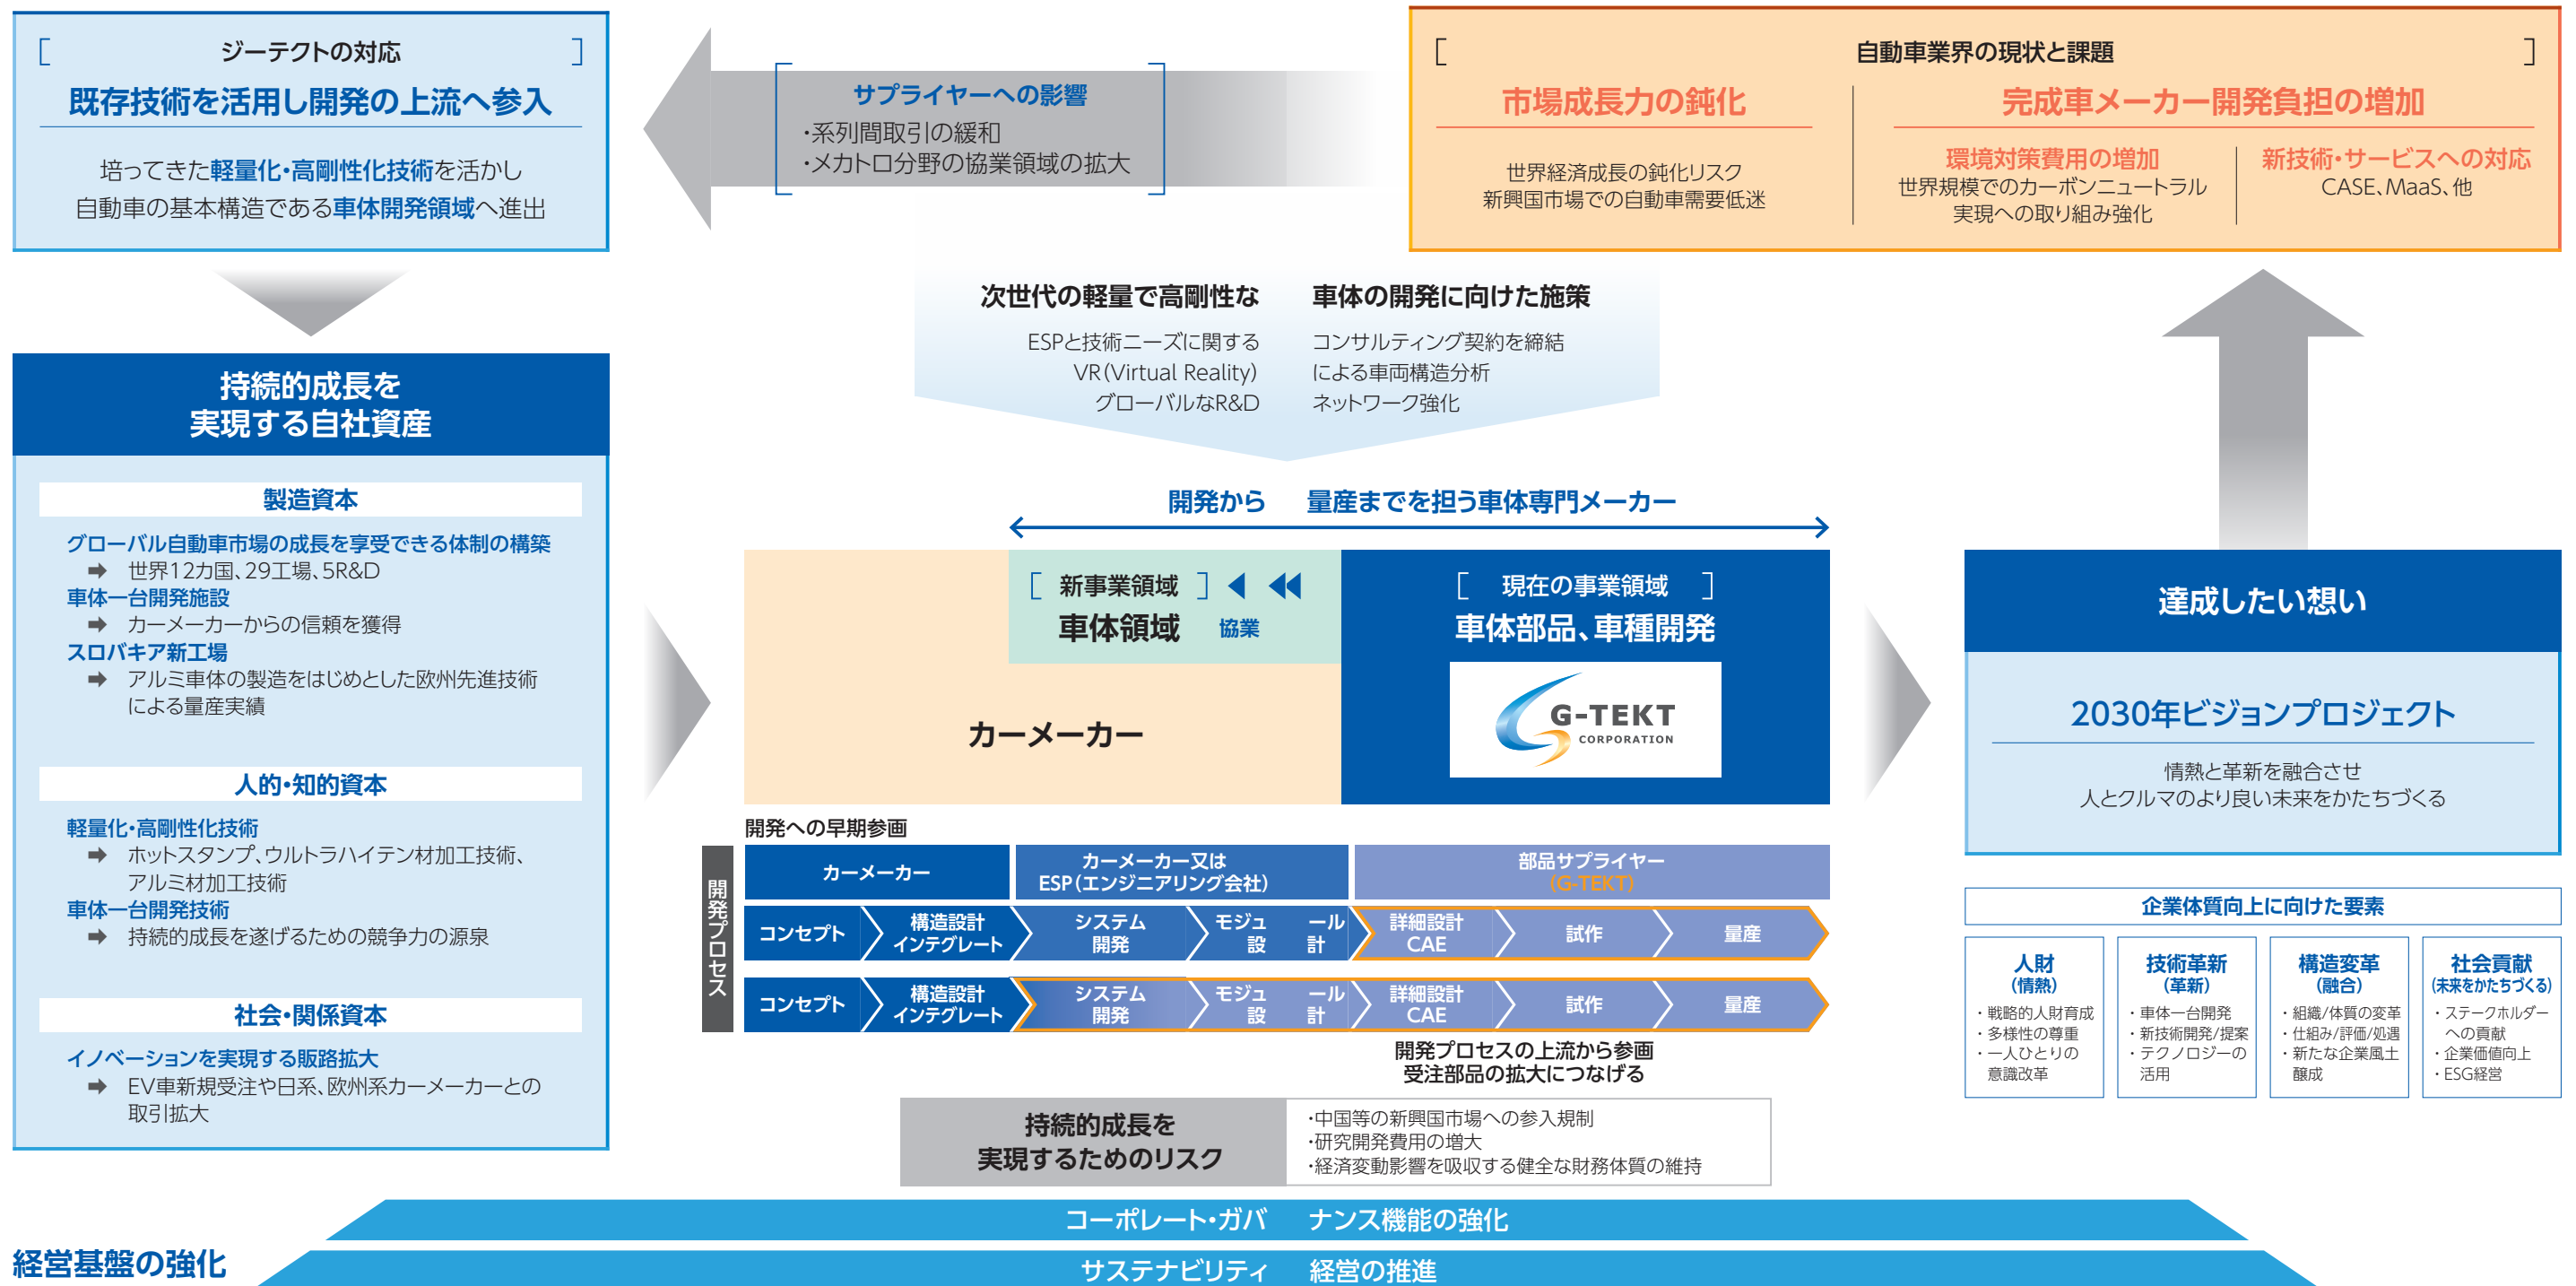 ジーテクトの対応
既存技術を活用し開発の上流へ参入
培ってきた軽量化・高剛性化技術を活かし
自動車の基本構造である車体開発領域へ進出
サプライヤーへの影響
・系列間取引の緩和
・メカトロ分野の協業領域の拡大
自動車業界の現状と課題
市場成長力の鈍化
世界経済成長の鈍化リスク
新興国市場での自動車需要低迷
完成車メーカー開発負担の増加
環境対策費用の増加
世界規模でのカーボンニュートラル
実現への取り組み強化
新技術・サービスへの対応
CASE、MaaS、他
次世代の軽量で高剛性な 車体の開発に向けた施策
ESPと技術ニーズに関する コンサルティング契約を締結
VR(Virtual Reality) による車両構造分析
グローバルなR&D ネットワーク強化
持続的成長を
実現する自社資産
製造資本
グローバル自動車市場の成長を享受できる体制の構築
➡ 世界12カ国、29工場、5R&D
車体一台開発施設
➡ カーメーカーからの信頼を獲得
スロバキア新工場
➡ アルミ車体の製造をはじめとした欧州先進技術
による量産実績
人的・知的資本
軽量化・高剛性化技術
➡ ホットスタンプ、ウルトラハイテン材加工技術、
アルミ材加工技術
車体一台開発技術
➡ 持続的成長を遂げるための競争力の源泉
社会・関係資本
イノベーションを実現する販路拡大
➡ EV車新規受注や日系、欧州系カーメーカーとの
取引拡大
開発から 量産までを担う車体専門メーカー
新事業領域
車体領域 協業
現在の事業領域
車体部品、車種開発
G-TEKT
CORPORATION
カーメーカー
開発への早期参画
開発プロセス
カーメーカー
カーメーカー又は
ESP(エンジニアリング会社)
部品サプライヤー
(G-TEKT)
コンセプト
構造設計
インテグレート
システム
開発
モジュ ール
設 計
詳細設計
CAE
試作
量産
コンセプト
構造設計
インテグレート
システム
開発
モジュ ール
設 計
詳細設計
CAE
試作
量産
開発プロセスの上流から参画
受注部品の拡大につなげる
持続的成長を
実現するためのリスク
・中国等の新興国市場への参入規制
・研究開発費用の増大
・経済変動影響を吸収する健全な財務体質の維持
達成したい想い
2030年ビジョンプロジェクト
情熱と革新を融合させ
人とクルマのより良い未来をかたちづくる
企業体質向上に向けた要素
人財
(情熱)
・戦略的人財育成
・多様性の尊重
・一人ひとりの
意識改革
技術革新
(革新)
・車体一台開発
・新技術開発/提案
・テクノロジーの
活用
構造変革
(融合)
・組織/体質の変革
・仕組み/評価/処遇
・新たな企業風土
醸成
社会貢献
(未来をかたちづくる)
・ステークホルダー
への貢献
・企業価値向上
・ESG経営
コーポレート・ガバ ナンス機能の強化
経営基盤の強化
サステナビリティ 経営の推進